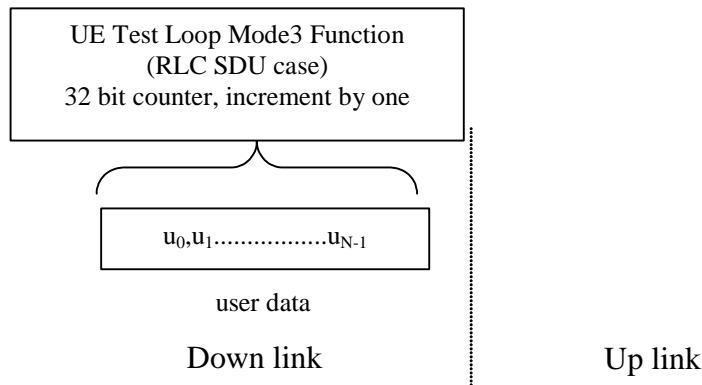 UE Test Loop Mode3 Function
(RLC SDU case)
32 bit counter, increment by one
u0,u1..................uN-1
user data
Down link
Up link